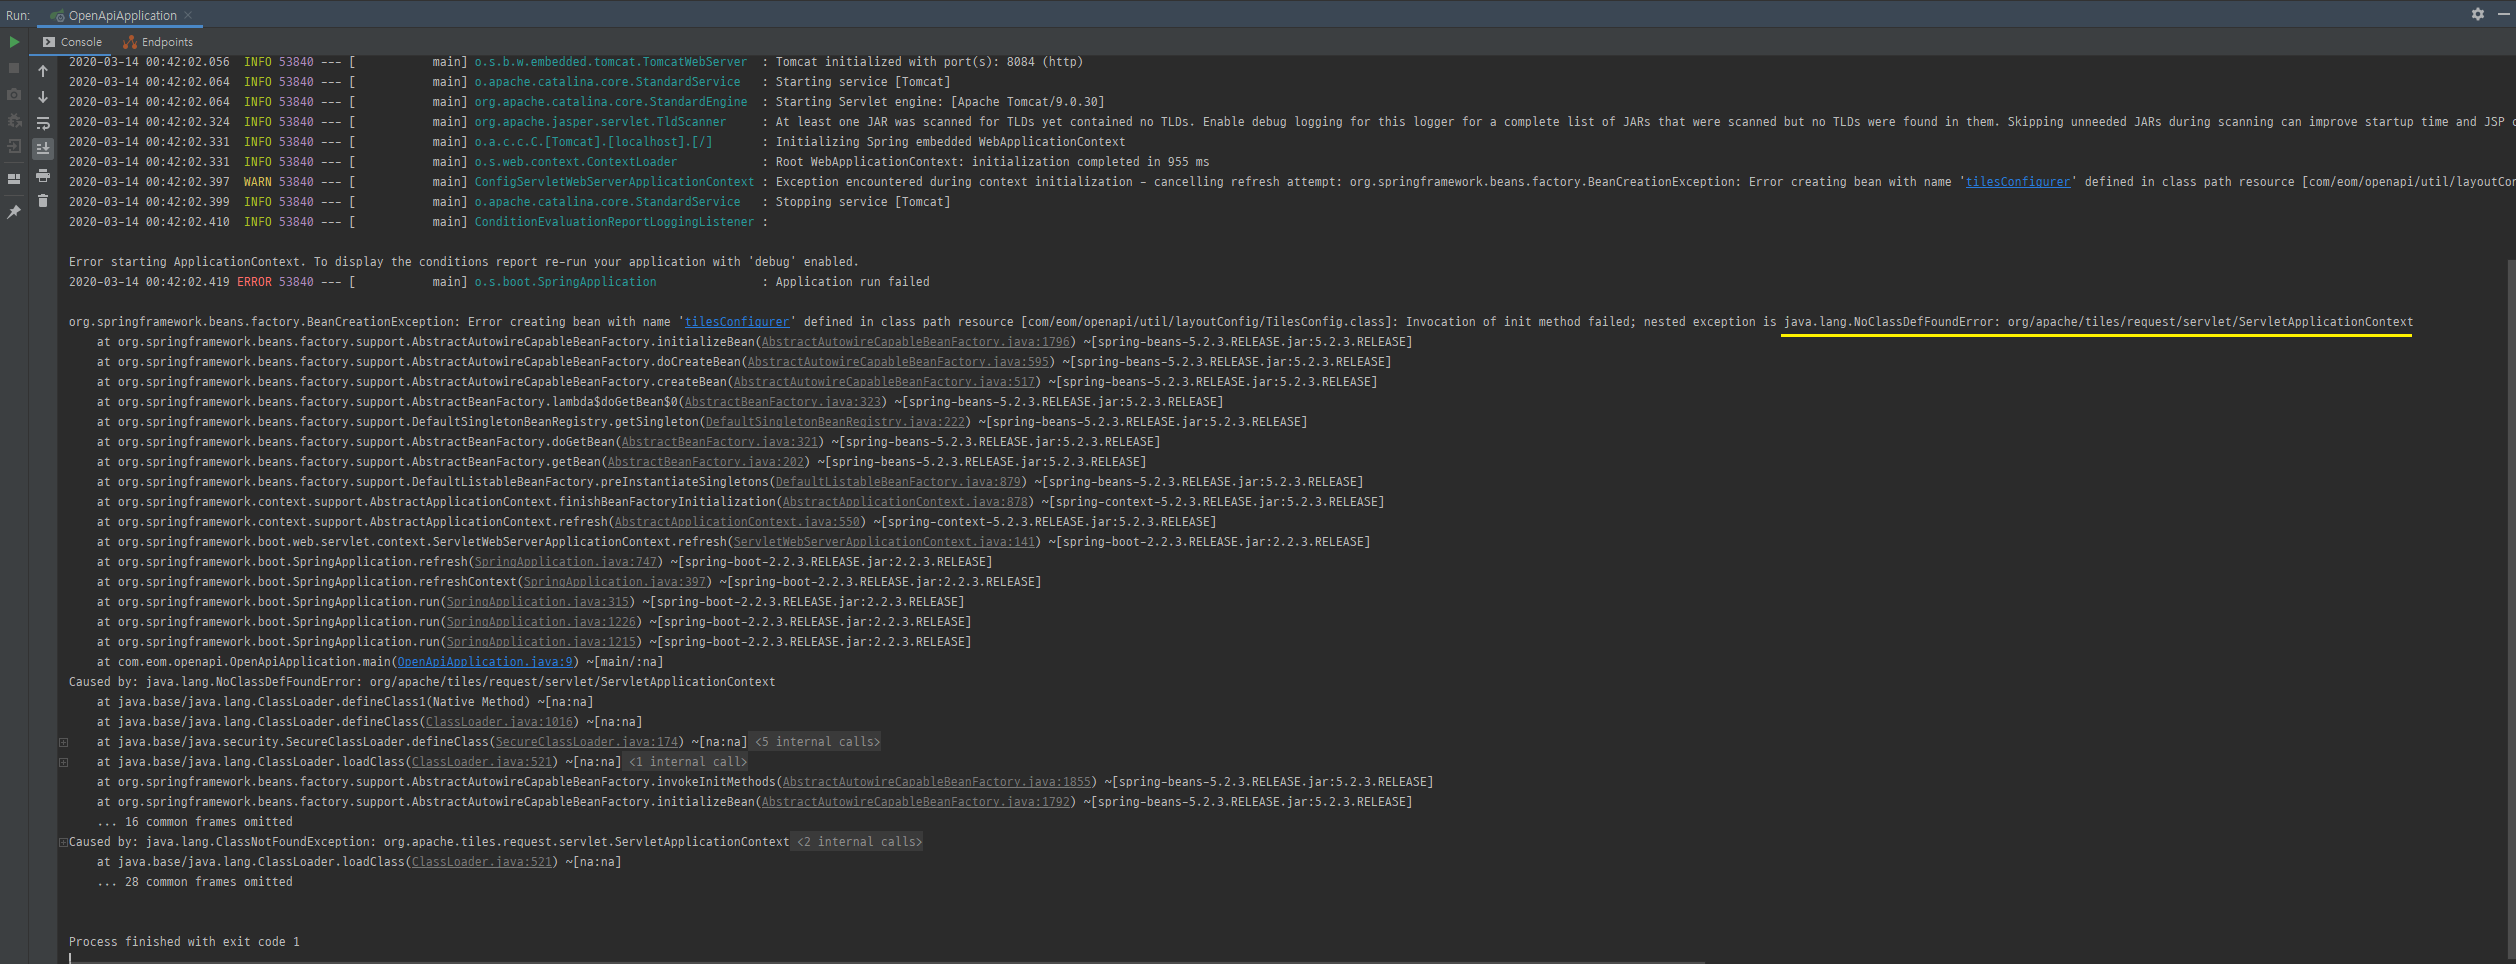 Run: OpenApiApplication
Console Endpoints
2020-03-14 00:42:02.056  INFO 53840 --- [           main] o.s.b.w.embedded.tomcat.TomcatWebServer  : Tomcat initialized with port(s): 8084 (http)
2020-03-14 00:42:02.064  INFO 53840 --- [           main] o.apache.catalina.core.StandardService   : Starting service [Tomcat]
2020-03-14 00:42:02.064  INFO 53840 --- [           main] org.apache.catalina.core.StandardEngine  : Starting Servlet engine: [Apache Tomcat/9.0.30]
2020-03-14 00:42:02.324  INFO 53840 --- [           main] org.apache.jasper.servlet.TldScanner     : At least one JAR was scanned for TLDs yet contained no TLDs. Enable debug logging for this logger for a complete list of JARs that were scanned but no TLDs were found in them. Skipping unneeded JARs during scanning can improve startup time and JSP c
2020-03-14 00:42:02.331  INFO 53840 --- [           main] o.a.c.c.C.[Tomcat].[localhost].[/]       : Initializing Spring embedded WebApplicationContext
2020-03-14 00:42:02.331  INFO 53840 --- [           main] o.s.web.context.ContextLoader            : Root WebApplicationContext: initialization completed in 955 ms
2020-03-14 00:42:02.397  WARN 53840 --- [           main] ConfigServletWebServerApplicationContext : Exception encountered during context initialization - cancelling refresh attempt: org.springframework.beans.factory.BeanCreationException: Error creating bean with name 'tilesConfigurer' defined in class path resource [com/eom/openapi/util/layoutCon
2020-03-14 00:42:02.399  INFO 53840 --- [           main] o.apache.catalina.core.StandardService   : Stopping service [Tomcat]
2020-03-14 00:42:02.410  INFO 53840 --- [           main] ConditionEvaluationReportLoggingListener :
Error starting ApplicationContext. To display the conditions report re-run your application with 'debug' enabled.
2020-03-14 00:42:02.419 ERROR 53840 --- [           main] o.s.boot.SpringApplication               : Application run failed
org.springframework.beans.factory.BeanCreationException: Error creating bean with name 'tilesConfigurer' defined in class path resource [com/eom/openapi/util/layoutConfig/TilesConfig.class]: Invocation of init method failed; nested exception is java.lang.NoClassDefFoundError: org/apache/tiles/request/servlet/ServletApplicationContext
at org.springframework.beans.factory.support.AbstractAutowireCapableBeanFactory.initializeBean(AbstractAutowireCapableBeanFactory.java:1796) ~[spring-beans-5.2.3.RELEASE.jar:5.2.3.RELEASE]
at org.springframework.beans.factory.support.AbstractAutowireCapableBeanFactory.doCreateBean(AbstractAutowireCapableBeanFactory.java:595) ~[spring-beans-5.2.3.RELEASE.jar:5.2.3.RELEASE]
at org.springframework.beans.factory.support.AbstractAutowireCapableBeanFactory.createBean(AbstractAutowireCapableBeanFactory.java:517) ~[spring-beans-5.2.3.RELEASE.jar:5.2.3.RELEASE]
at org.springframework.beans.factory.support.AbstractBeanFactory.lambda$doGetBean$0(AbstractBeanFactory.java:323) ~[spring-beans-5.2.3.RELEASE.jar:5.2.3.RELEASE]
at org.springframework.beans.factory.support.DefaultSingletonBeanRegistry.getSingleton(DefaultSingletonBeanRegistry.java:222) ~[spring-beans-5.2.3.RELEASE.jar:5.2.3.RELEASE]
at org.springframework.beans.factory.support.AbstractBeanFactory.doGetBean(AbstractBeanFactory.java:321) ~[spring-beans-5.2.3.RELEASE.jar:5.2.3.RELEASE]
at org.springframework.beans.factory.support.AbstractBeanFactory.getBean(AbstractBeanFactory.java:202) ~[spring-beans-5.2.3.RELEASE.jar:5.2.3.RELEASE]
at org.springframework.beans.factory.support.DefaultListableBeanFactory.preInstantiateSingletons(DefaultListableBeanFactory.java:879) ~[spring-beans-5.2.3.RELEASE.jar:5.2.3.RELEASE]
at org.springframework.context.support.AbstractApplicationContext.finishBeanFactoryInitialization(AbstractApplicationContext.java:878) ~[spring-context-5.2.3.RELEASE.jar:5.2.3.RELEASE]
at org.springframework.context.support.AbstractApplicationContext.refresh(AbstractApplicationContext.java:550) ~[spring-context-5.2.3.RELEASE.jar:5.2.3.RELEASE]
at org.springframework.boot.web.servlet.context.ServletWebServerApplicationContext.refresh(ServletWebServerApplicationContext.java:141) ~[spring-boot-2.2.3.RELEASE.jar:2.2.3.RELEASE]
at org.springframework.boot.SpringApplication.refresh(SpringApplication.java:747) ~[spring-boot-2.2.3.RELEASE.jar:2.2.3.RELEASE]
at org.springframework.boot.SpringApplication.refreshContext(SpringApplication.java:397) ~[spring-boot-2.2.3.RELEASE.jar:2.2.3.RELEASE]
at org.springframework.boot.SpringApplication.run(SpringApplication.java:315) ~[spring-boot-2.2.3.RELEASE.jar:2.2.3.RELEASE]
at org.springframework.boot.SpringApplication.run(SpringApplication.java:1226) ~[spring-boot-2.2.3.RELEASE.jar:2.2.3.RELEASE]
at org.springframework.boot.SpringApplication.run(SpringApplication.java:1215) ~[spring-boot-2.2.3.RELEASE.jar:2.2.3.RELEASE]
at com.eom.openapi.OpenApiApplication.main(OpenApiApplication.java:9) ~[main/:na]
Caused by: java.lang.NoClassDefFoundError: org/apache/tiles/request/servlet/ServletApplicationContext
at java.base/java.lang.ClassLoader.defineClass1(Native Method) ~[na:na]
at java.base/java.lang.ClassLoader.defineClass(ClassLoader.java:1016) ~[na:na]
at java.base/java.security.SecureClassLoader.defineClass(SecureClassLoader.java:174) ~[na:na] <5 internal calls>
at java.base/java.lang.ClassLoader.loadClass(ClassLoader.java:521) ~[na:na] <1 internal call>
at org.springframework.beans.factory.support.AbstractAutowireCapableBeanFactory.invokeInitMethods(AbstractAutowireCapableBeanFactory.java:1855) ~[spring-beans-5.2.3.RELEASE.jar:5.2.3.RELEASE]
at org.springframework.beans.factory.support.AbstractAutowireCapableBeanFactory.initializeBean(AbstractAutowireCapableBeanFactory.java:1792) ~[spring-beans-5.2.3.RELEASE.jar:5.2.3.RELEASE]
... 16 common frames omitted
Caused by: java.lang.ClassNotFoundException: org.apache.tiles.request.servlet.ServletApplicationContext <2 internal calls>
at java.base/java.lang.ClassLoader.loadClass(ClassLoader.java:521) ~[na:na]
... 28 common frames omitted
Process finished with exit code 1